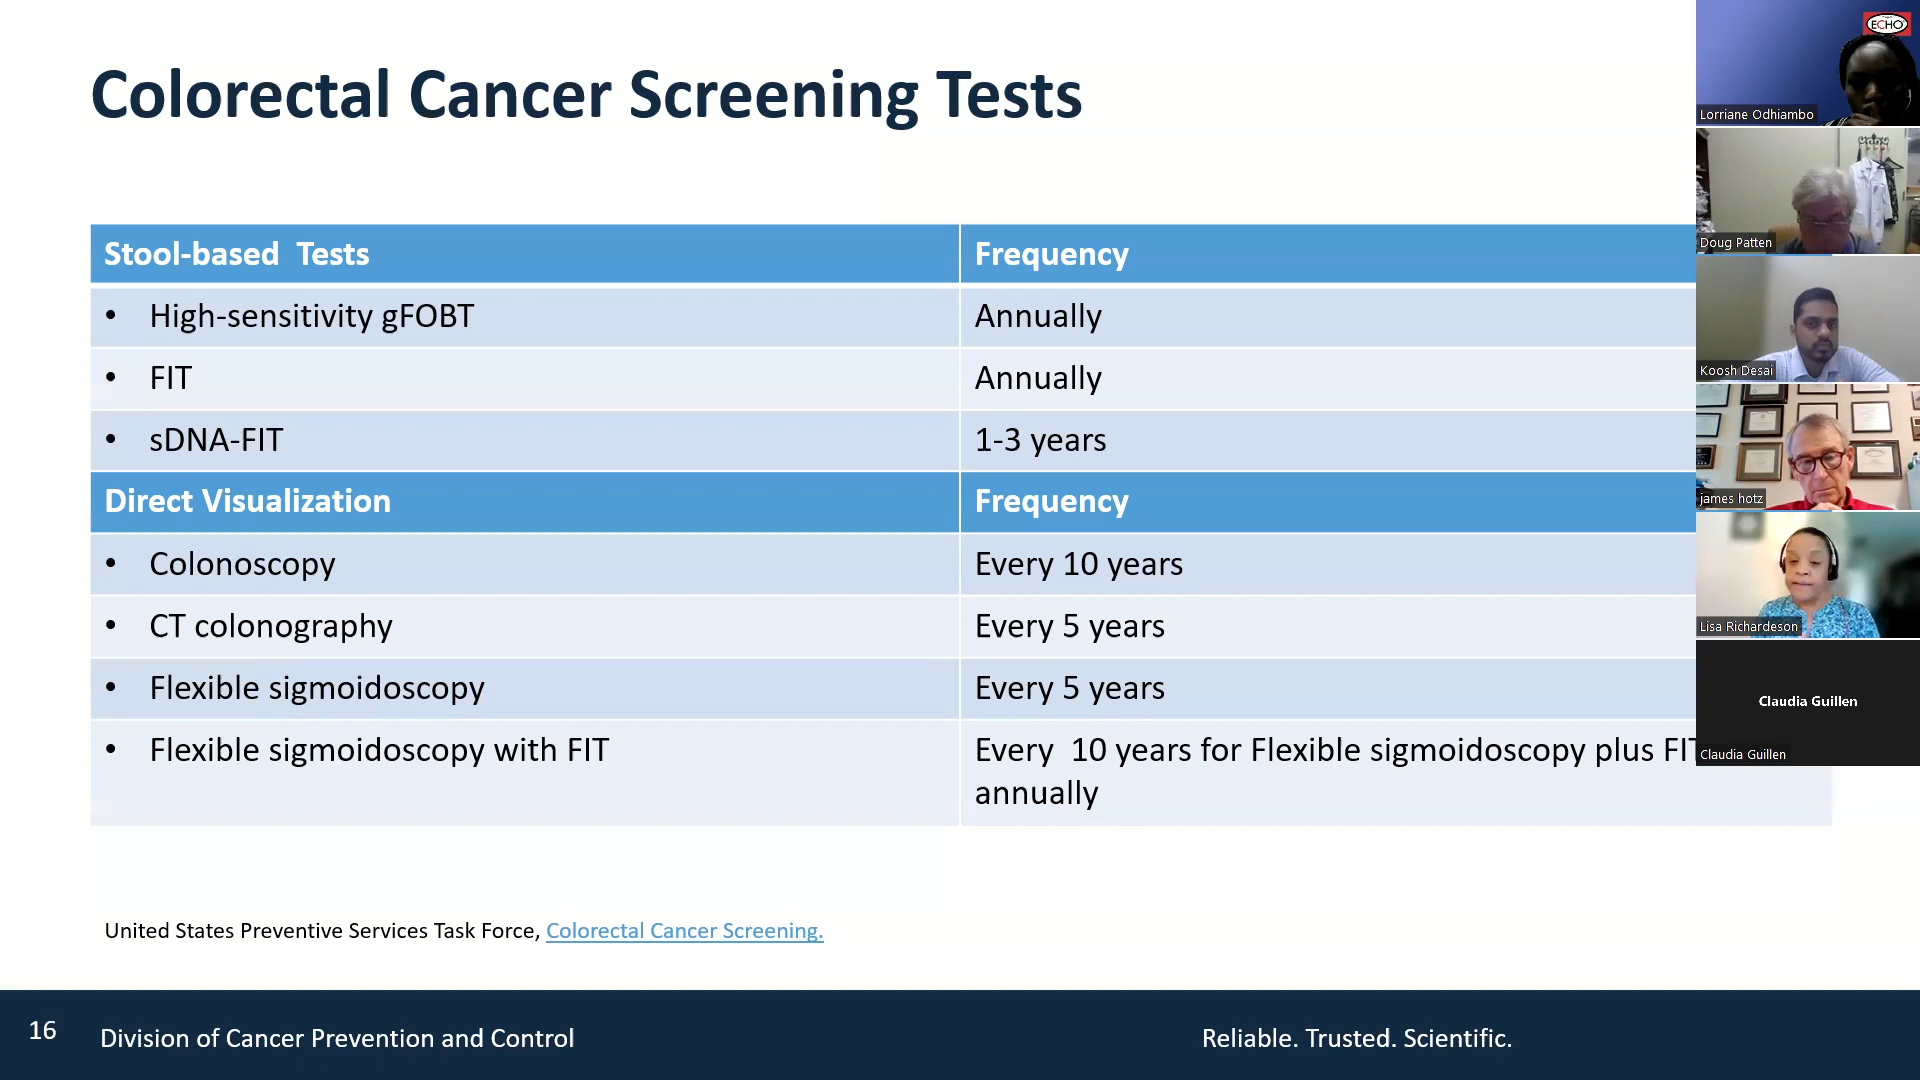 Colorectal Cancer Screening Tests
Stool-based  Tests Frequency
• High-sensitivity gFOBT Annually
• FIT Annually
• sDNA-FIT 1-3 years
Direct Visualization Frequency
• Colonoscopy Every 10 years
• CT colonography Every 5 years
• Flexible sigmoidoscopy Every 5 years
• Flexible sigmoidoscopy with FIT Every  10 years for Flexible sigmoidoscopy plus FIT
annually
United States Preventive Services Task Force, Colorectal Cancer Screening.
16 Division of Cancer Prevention and Control Reliable. Trusted. Scientific.
ECHO
Lorriane Odhiambo
Doug Patten
Koosh Desai
james hotz
Lisa Richardeson
Claudia Guillen
Claudia Guillen